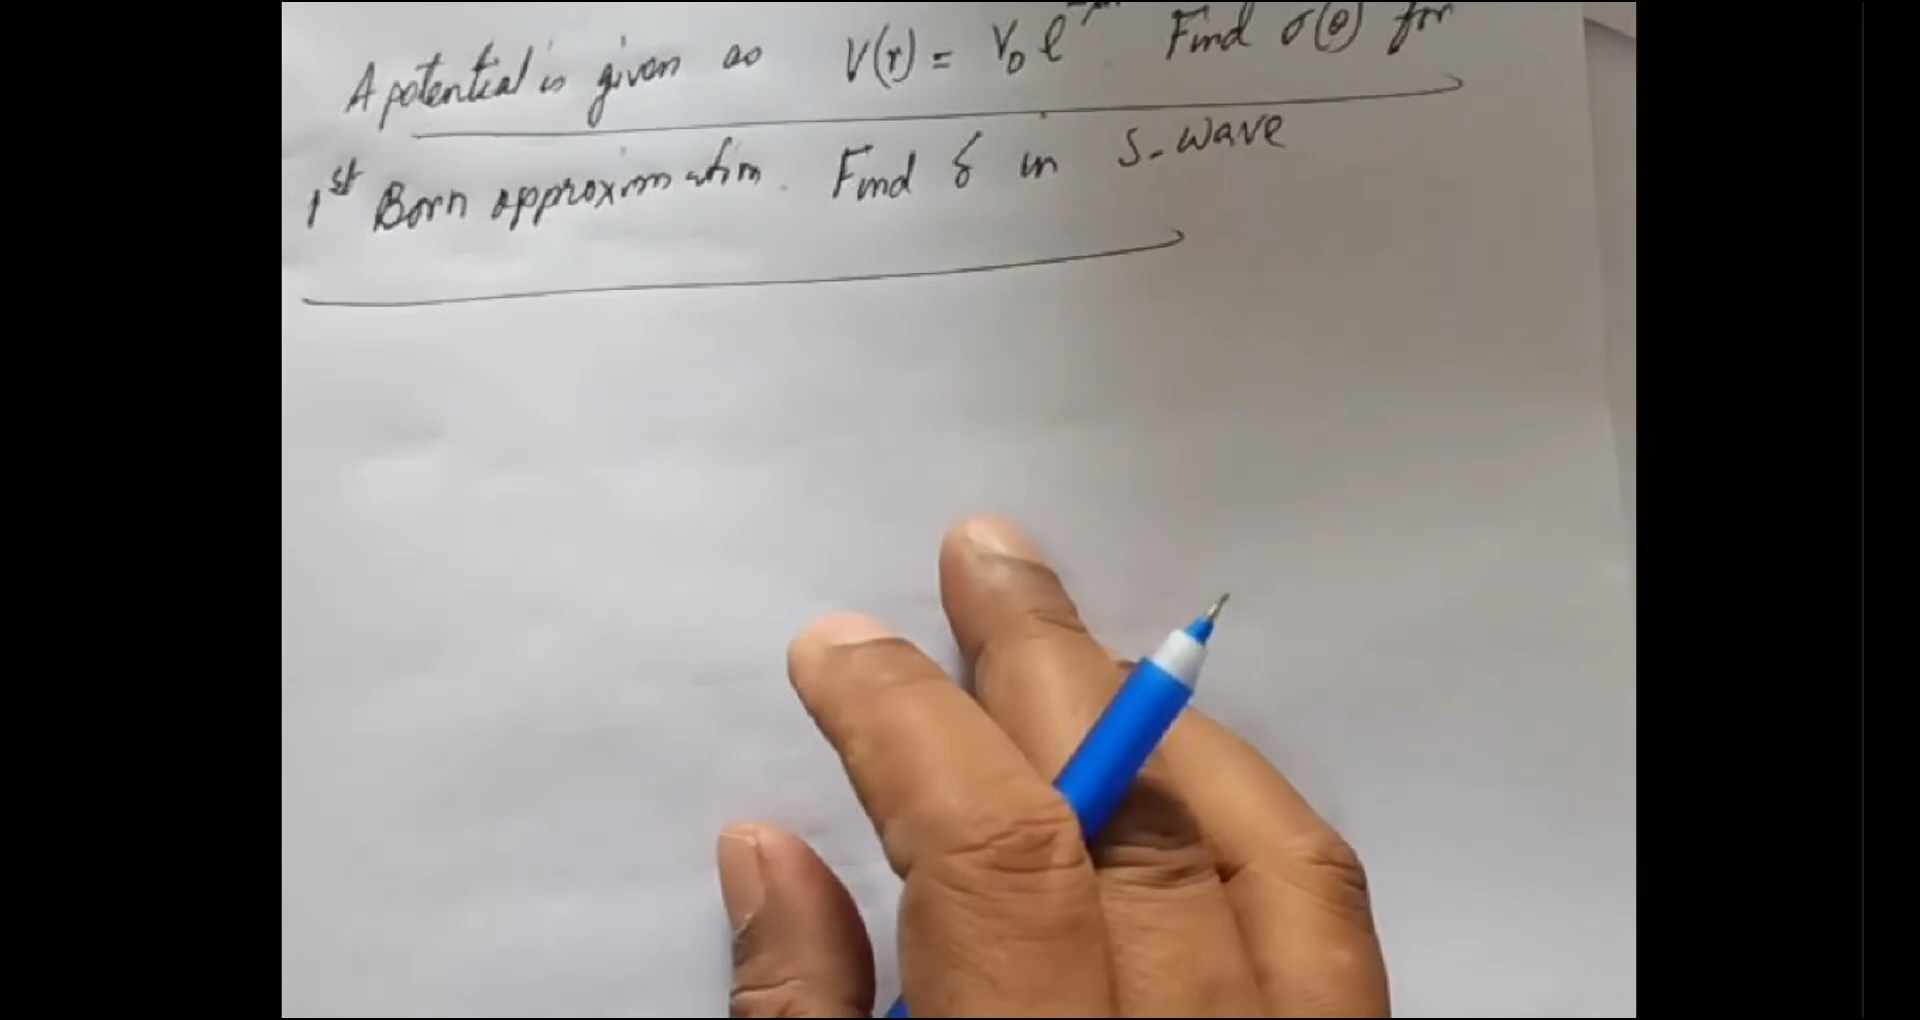 A potential is given as V(r) = V₀ e⁻ . Find σ(θ) for
1st Born approximation. Find δ in S-wave